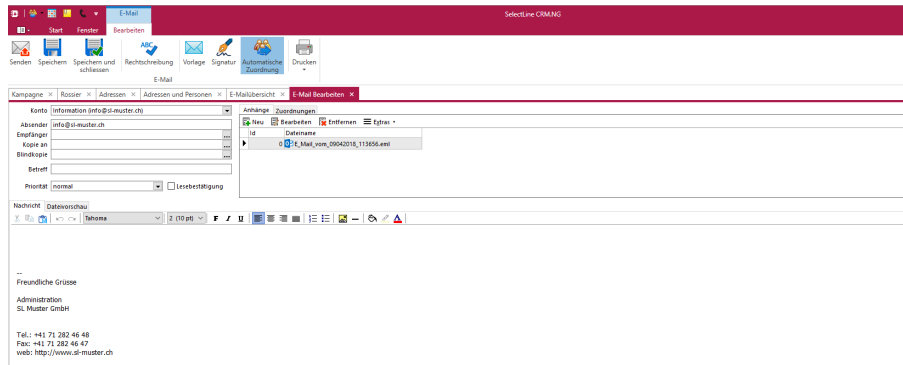 E-Mail
SelectLine CRM.NG
Start Fenster Bearbeiten
Senden Speichern Speichern und schliessen Rechtschreibung Vorlage Signatur Automatische Zuordnung Drucken
ABC
E-Mail
Kampagne × Rossier × Adressen × Adressen und Personen × E-Mailübersicht × E-Mail Bearbeiten ×
Konto Information (info@sl-muster.ch)
Absender info@sl-muster.ch
Empfänger
Kopie an
Blindkopie
Betreff
Priorität normal Lesebestätigung
Anhänge Zuordnungen
Neu Bearbeiten Entfernen Extras
Id Dateiname
0 E_Mail_vom_09042018_113656.eml
Nachricht Dateivorschau
Tahoma 2 (10 pt) F I U
--
Freundliche Grüsse
Administration
SL Muster GmbH
Tel.: +41 71 282 46 48
Fax: +41 71 282 46 47
web: http://www.sl-muster.ch